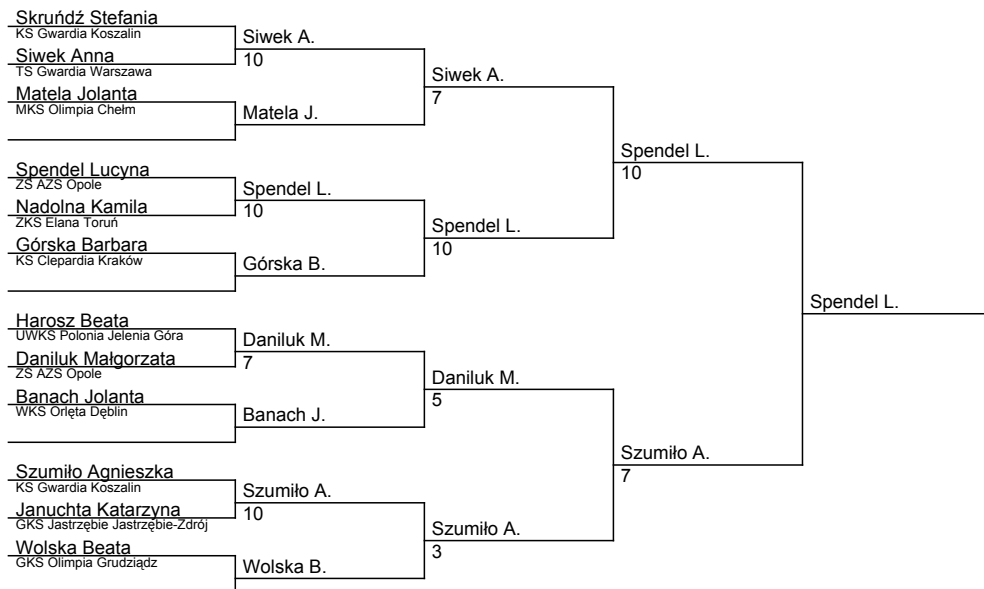 Skruńdź Stefania
KS Gwardia Koszalin
Siwek Anna
TS Gwardia Warszawa
Matela Jolanta
MKS Olimpia Chełm
Spendel Lucyna
ZS AZS Opole
Nadolna Kamila
ZKS Elana Toruń
Górska Barbara
KS Clepardia Kraków
Harosz Beata
UWKS Polonia Jelenia Góra
Daniluk Małgorzata
ZS AZS Opole
Banach Jolanta
WKS Orlęta Dęblin
Szumiło Agnieszka
KS Gwardia Koszalin
Januchta Katarzyna
GKS Jastrzębie Jastrzębie-Zdrój
Wolska Beata
GKS Olimpia Grudziądz
Siwek A.
10
Matela J.
Spendel L.
10
Górska B.
Daniluk M.
7
Banach J.
Szumiło A.
10
Wolska B.
Siwek A.
7
Spendel L.
10
Daniluk M.
5
Szumiło A.
3
Spendel L.
10
Szumiło A.
7
Spendel L.